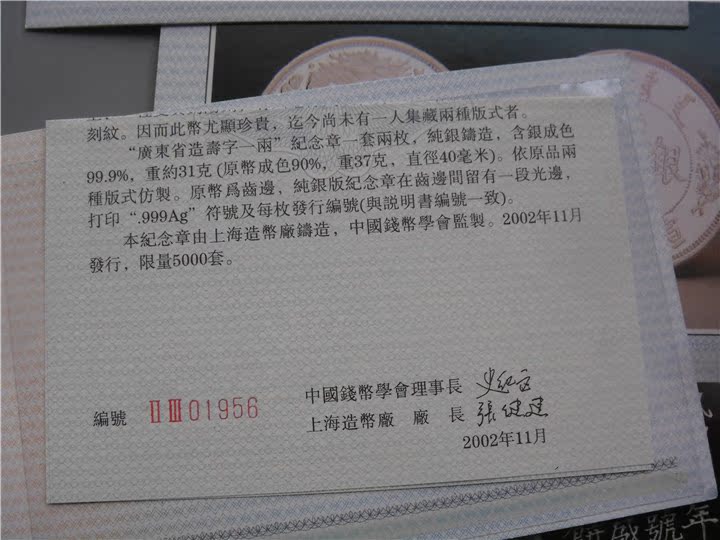 刻紋。因而此幣尤顯珍貴，迄今尚未有一人集藏兩種版式者。
“廣東省造壽字一兩”紀念章一套兩枚，純銀鑄造，含銀成色
99.9%，重約31克 (原幣成色90%，重37克，直徑40毫米)。依原品兩
種版式仿製。原幣爲齒邊，純銀版紀念章在齒邊間留有一段光邊，
打印“.999Ag”符號及每枚發行編號(與説明書編號一致)。
本紀念章由上海造幣廠鑄造，中國錢幣學會監製。2002年11月
發行，限量5000套。
中國錢幣學會理事長
編號 ⅡⅢ01956
上海造幣廠 廠 長 張健建
2002年11月
號年